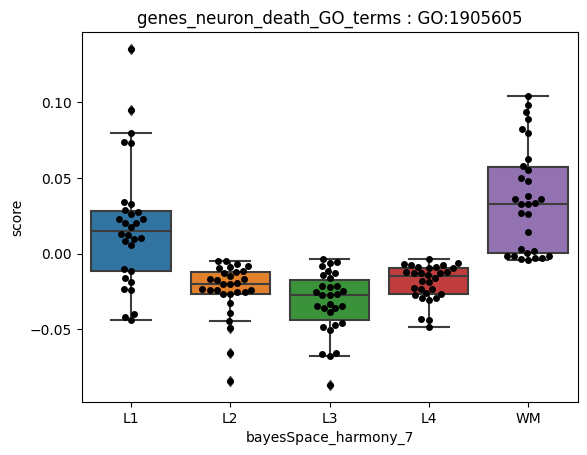 genes_neuron_death_GO_terms : GO:1905605
score
0.10
0.05
0.00
−0.05
L1 L2 L3 L4 WM
bayesSpace_harmony_7